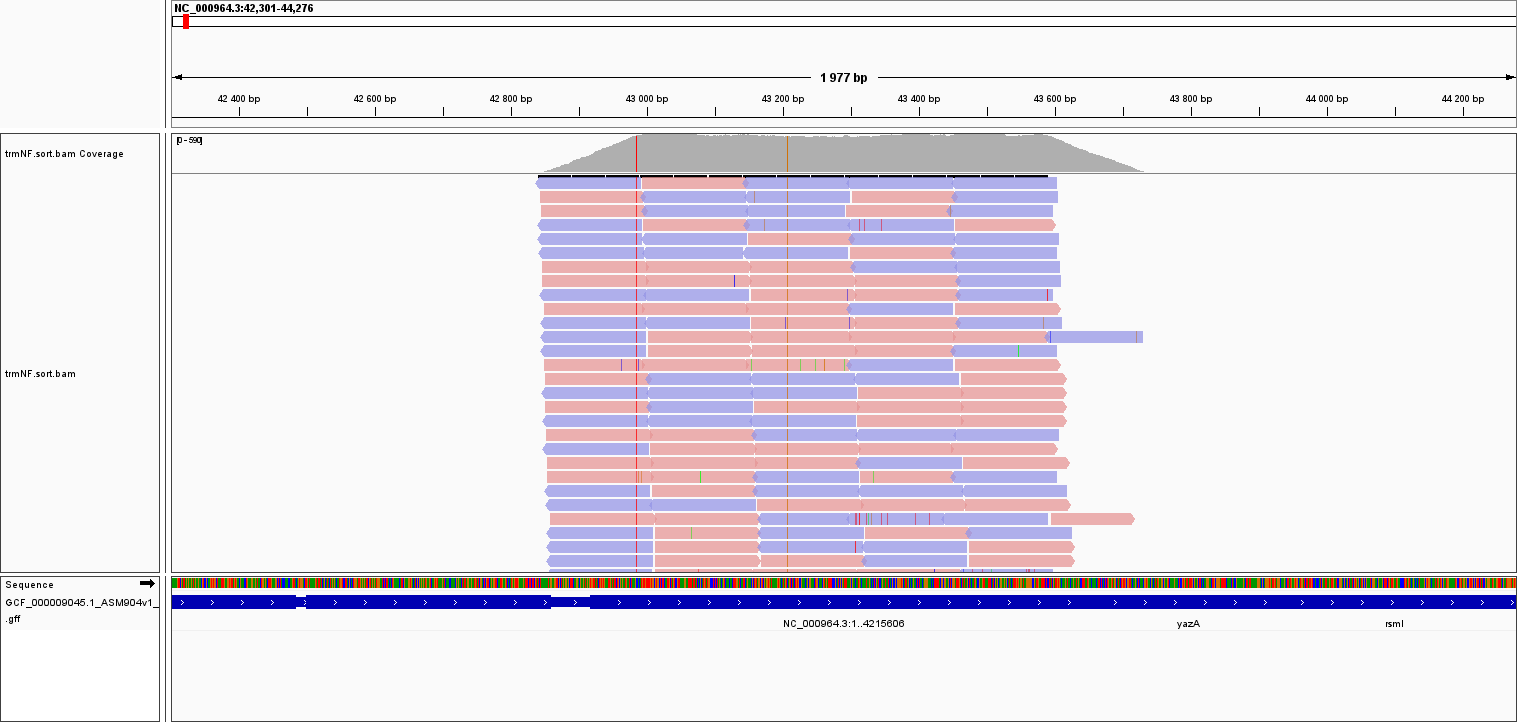 NC_000964.3:42,301-44,276
1 977 bp
42 400 bp 42 600 bp 42 800 bp 43 000 bp 43 200 bp 43 400 bp 43 600 bp 43 800 bp 44 000 bp 44 200 bp
[0 - 590]
trmNF.sort.bam Coverage
trmNF.sort.bam
Sequence
GCF_000009045.1_ASM904v1_
.gff
NC_000964.3:1..4215606 yazA rsmI